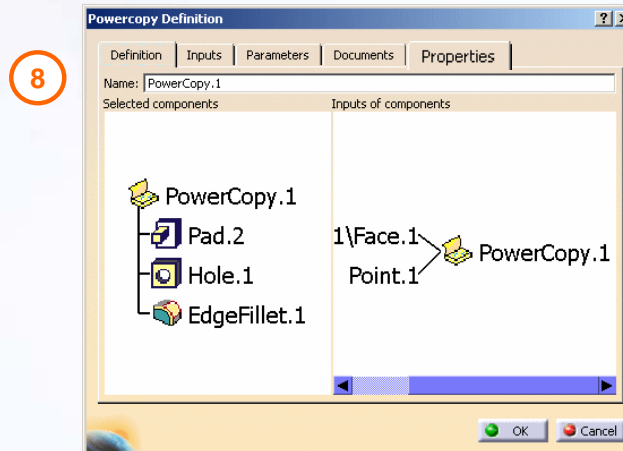 Powercopy Definition
8
Definition Inputs Parameters Documents Properties
Name: PowerCopy.1
Selected components Inputs of components
PowerCopy.1
Pad.2
Hole.1
EdgeFillet.1
1\Face.1
Point.1
PowerCopy.1
OK Cancel